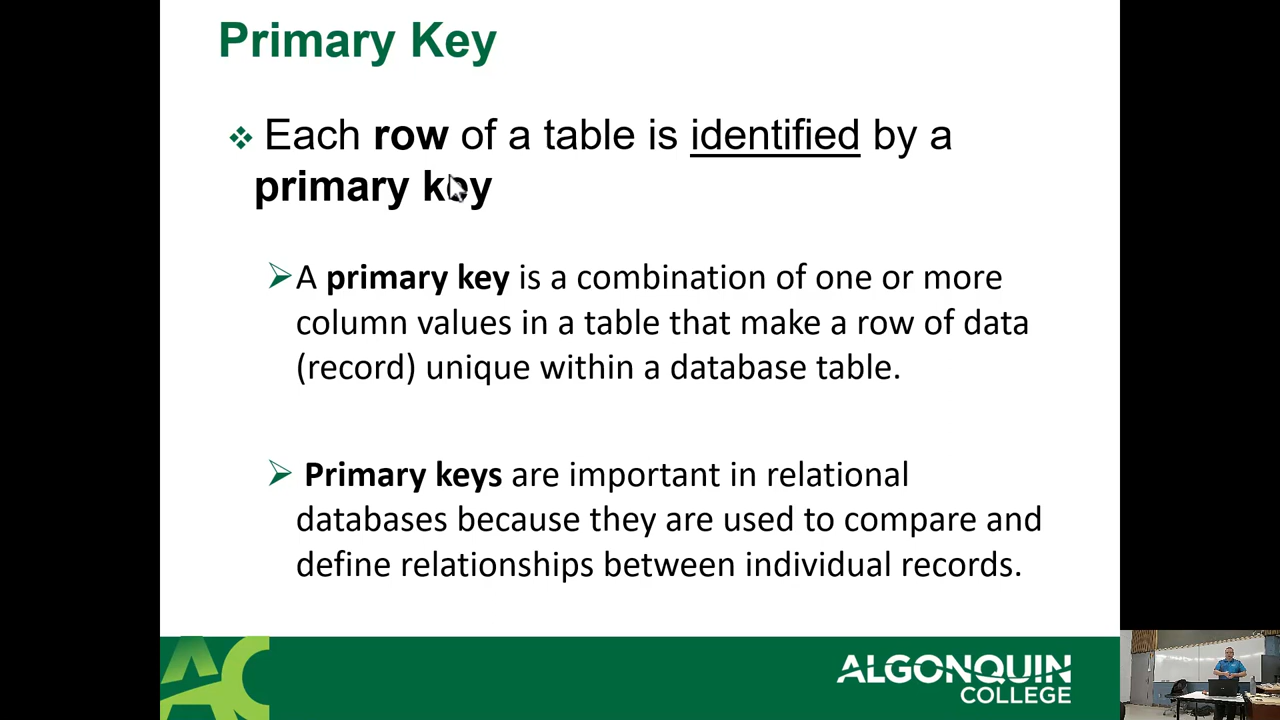 Primary Key
Each row of a table is identified by a
primary key
A primary key is a combination of one or more
column values in a table that make a row of data
(record) unique within a database table.
Primary keys are important in relational
databases because they are used to compare and
define relationships between individual records.
AC
ALGONQUIN
COLLEGE